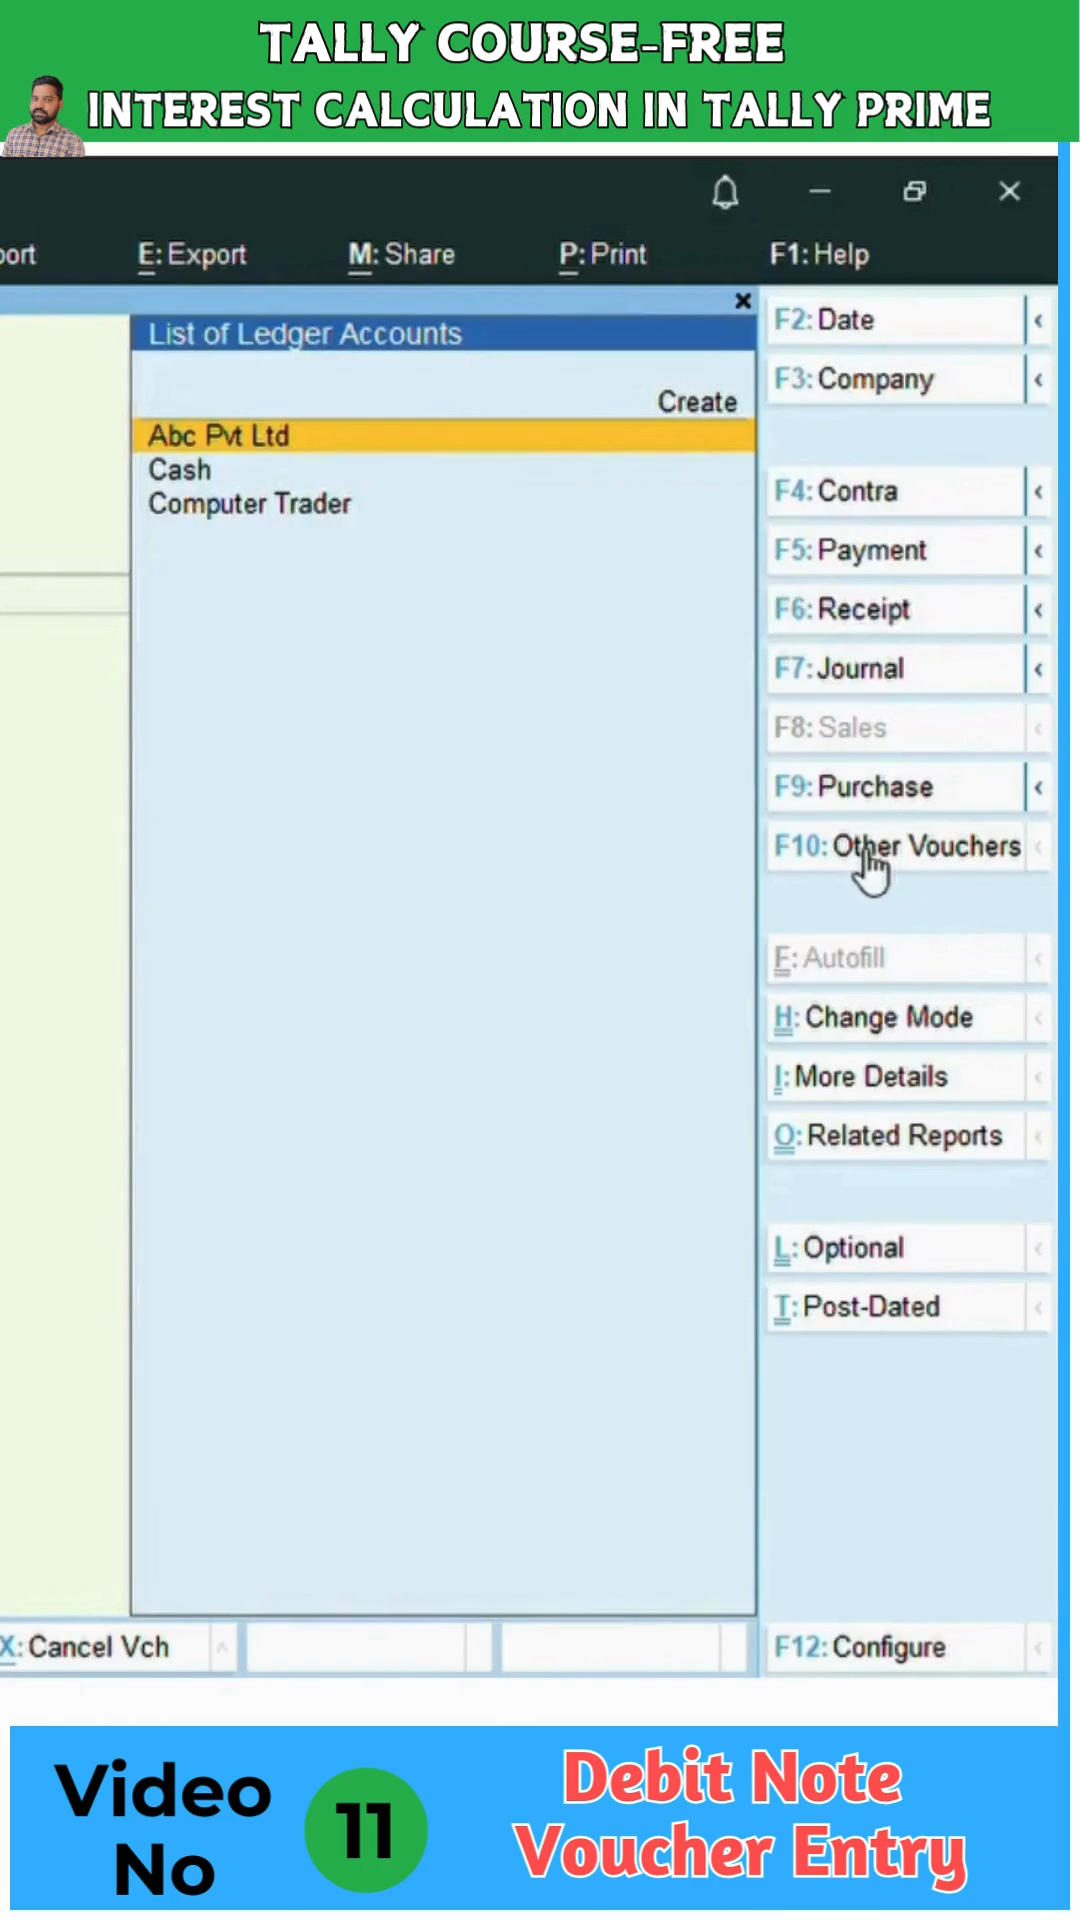 TALLY COURSE-FREE
INTEREST CALCULATION IN TALLY PRIME
port
E: Export
M: Share
P: Print
F1: Help
List of Ledger Accounts
Create
Abc Pvt Ltd
Cash
Computer Trader
F2: Date
F3: Company
F4: Contra
F5: Payment
F6: Receipt
F7: Journal
F8: Sales
F9: Purchase
F10: Other Vouchers
F: Autofill
H: Change Mode
I: More Details
O: Related Reports
L: Optional
T: Post-Dated
X: Cancel Vch
F12: Configure
Video
No
11
Debit Note
Voucher Entry